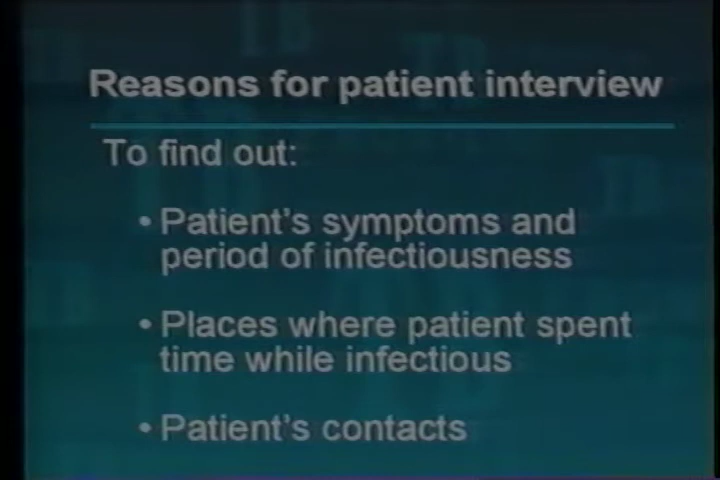 Reasons for patient interview
To find out:
• Patient's symptoms and
period of infectiousness
• Places where patient spent
time while infectious
• Patient's contacts